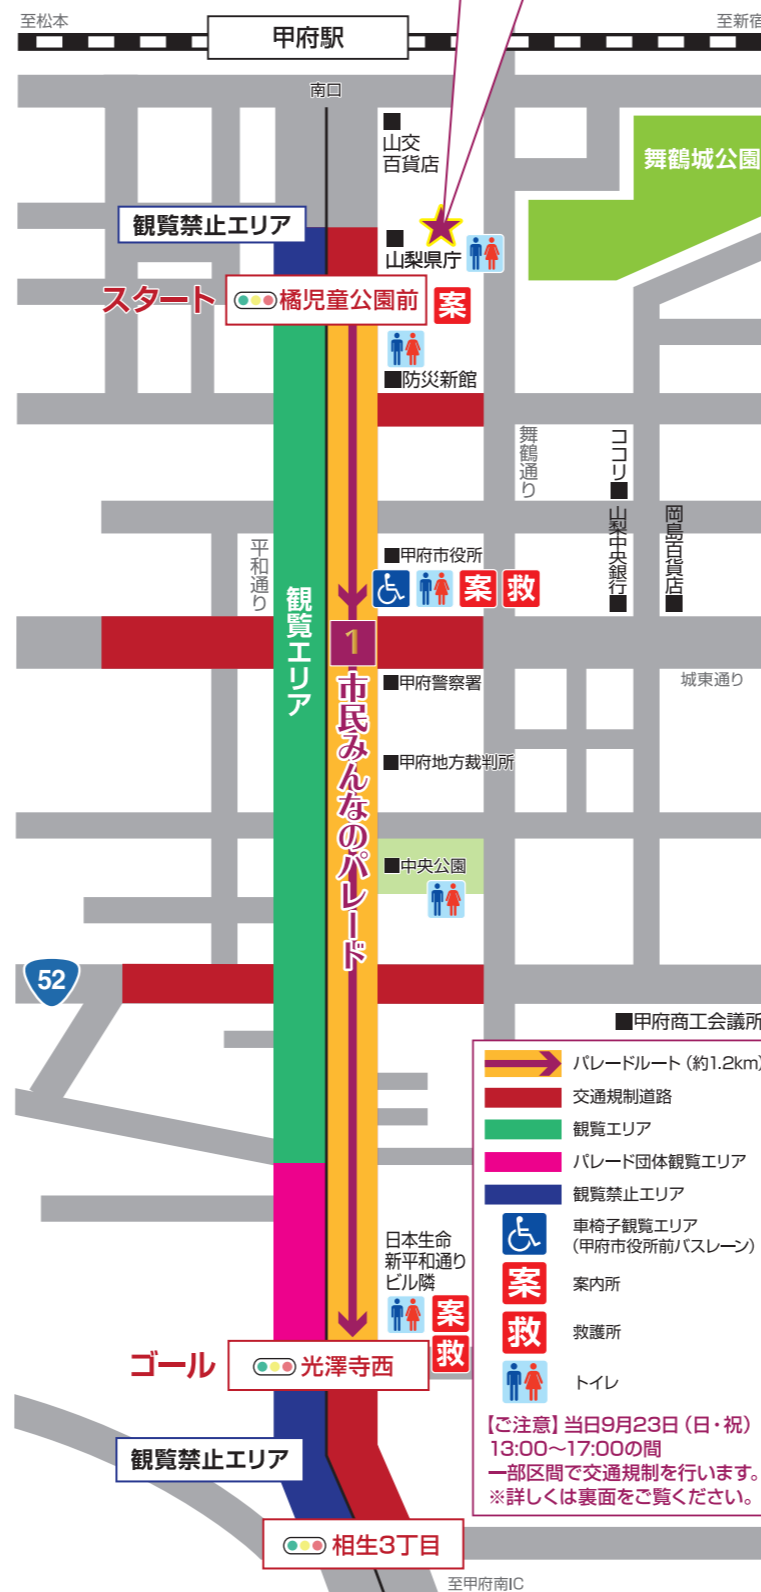 至松本
甲府駅
至新宿
南口
山交
百貨店
舞鶴城公園
観覧禁止エリア
山梨県庁
スタート
橘児童公園前
案
防災新館
舞鶴通り
ココリ
山梨中央銀行
岡島百貨店
平和通り
甲府市役所
案
救
観覧エリア
1
市民みんなのパレード
甲府警察署
城東通り
甲府地方裁判所
中央公園
52
甲府商工会議所
パレードルート（約1.2km）
交通規制道路
観覧エリア
パレード団体観覧エリア
観覧禁止エリア
車椅子観覧エリア
（甲府市役所前バスレーン）
案
案内所
救
救護所
トイレ
【ご注意】当日9月23日（日・祝）
13:00～17:00の間
一部区間で交通規制を行います。
※詳しくは裏面をご覧ください。
日本生命
新平和通り
ビル隣
案
救
ゴール
光澤寺西
観覧禁止エリア
相生3丁目
至甲府南IC